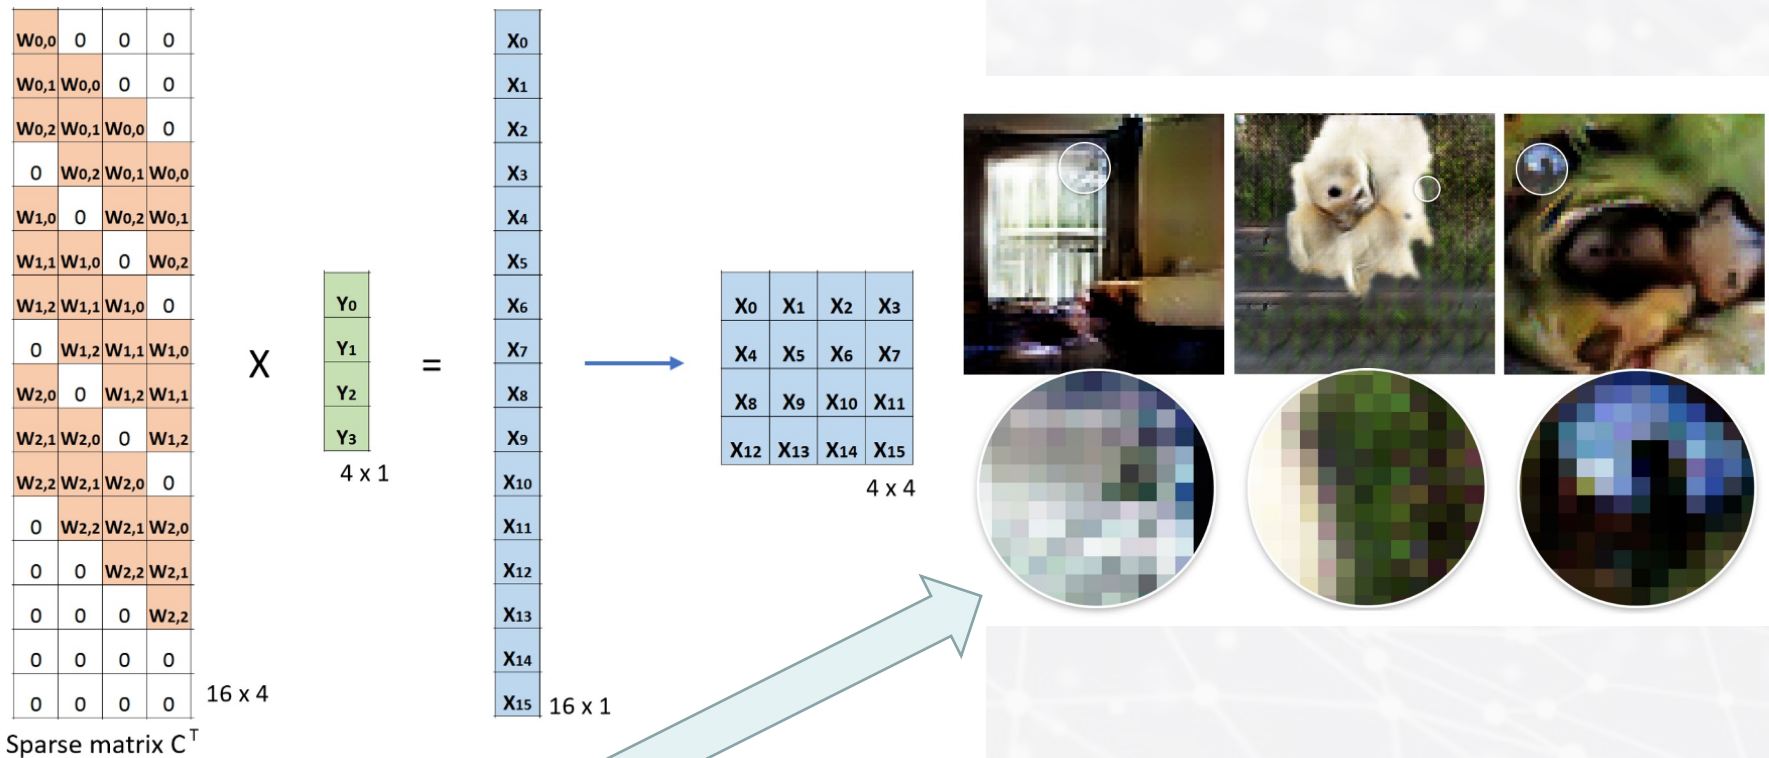 W0,0 0 0 0
W0,1 W0,0 0 0
W0,2 W0,1 W0,0 0
0 W0,2 W0,1 W0,0
W1,0 0 W0,2 W0,1
W1,1 W1,0 0 W0,2
W1,2 W1,1 W1,0 0
0 W1,2 W1,1 W1,0
W2,0 0 W1,2 W1,1
W2,1 W2,0 0 W1,2
W2,2 W2,1 W2,0 0
0 W2,2 W2,1 W2,0
0 0 W2,2 W2,1
0 0 0 W2,2
0 0 0 0
0 0 0 0
16 x 4
Sparse matrix C^T
X
Y0
Y1
Y2
Y3
4 x 1
=
X0
X1
X2
X3
X4
X5
X6
X7
X8
X9
X10
X11
X12
X13
X14
X15
16 x 1
X0 X1 X2 X3
X4 X5 X6 X7
X8 X9 X10 X11
X12 X13 X14 X15
4 x 4